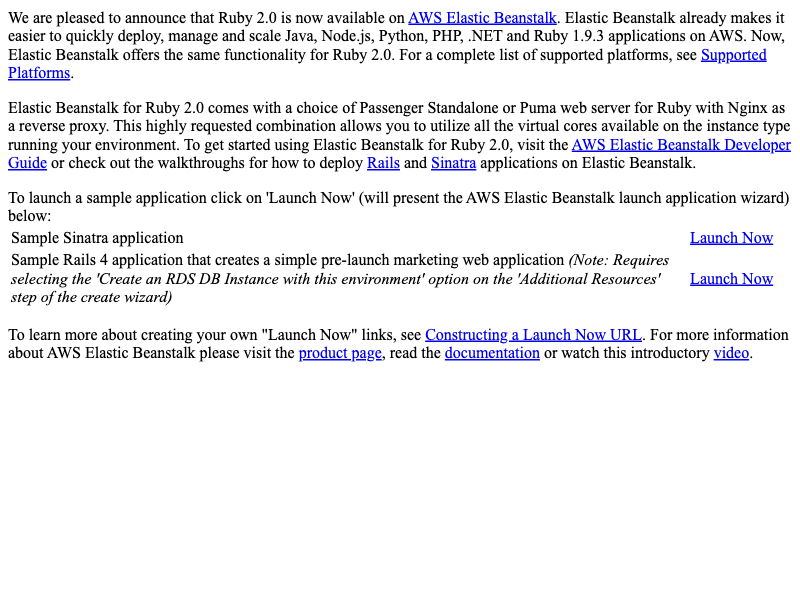 We are pleased to announce that Ruby 2.0 is now available on AWS Elastic Beanstalk. Elastic Beanstalk already makes it
easier to quickly deploy, manage and scale Java, Node.js, Python, PHP, .NET and Ruby 1.9.3 applications on AWS. Now,
Elastic Beanstalk offers the same functionality for Ruby 2.0. For a complete list of supported platforms, see Supported
Platforms.
Elastic Beanstalk for Ruby 2.0 comes with a choice of Passenger Standalone or Puma web server for Ruby with Nginx as
a reverse proxy. This highly requested combination allows you to utilize all the virtual cores available on the instance type
running your environment. To get started using Elastic Beanstalk for Ruby 2.0, visit the AWS Elastic Beanstalk Developer
Guide or check out the walkthroughs for how to deploy Rails and Sinatra applications on Elastic Beanstalk.
To launch a sample application click on 'Launch Now' (will present the AWS Elastic Beanstalk launch application wizard)
below:
Sample Sinatra application Launch Now
Sample Rails 4 application that creates a simple pre-launch marketing web application (Note: Requires
selecting the 'Create an RDS DB Instance with this environment' option on the 'Additional Resources' Launch Now
step of the create wizard)
To learn more about creating your own "Launch Now" links, see Constructing a Launch Now URL. For more information
about AWS Elastic Beanstalk please visit the product page, read the documentation or watch this introductory video.